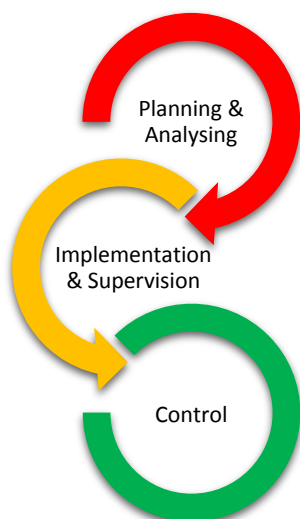 Planning &
Analysing
Implementation
& Supervision
Control